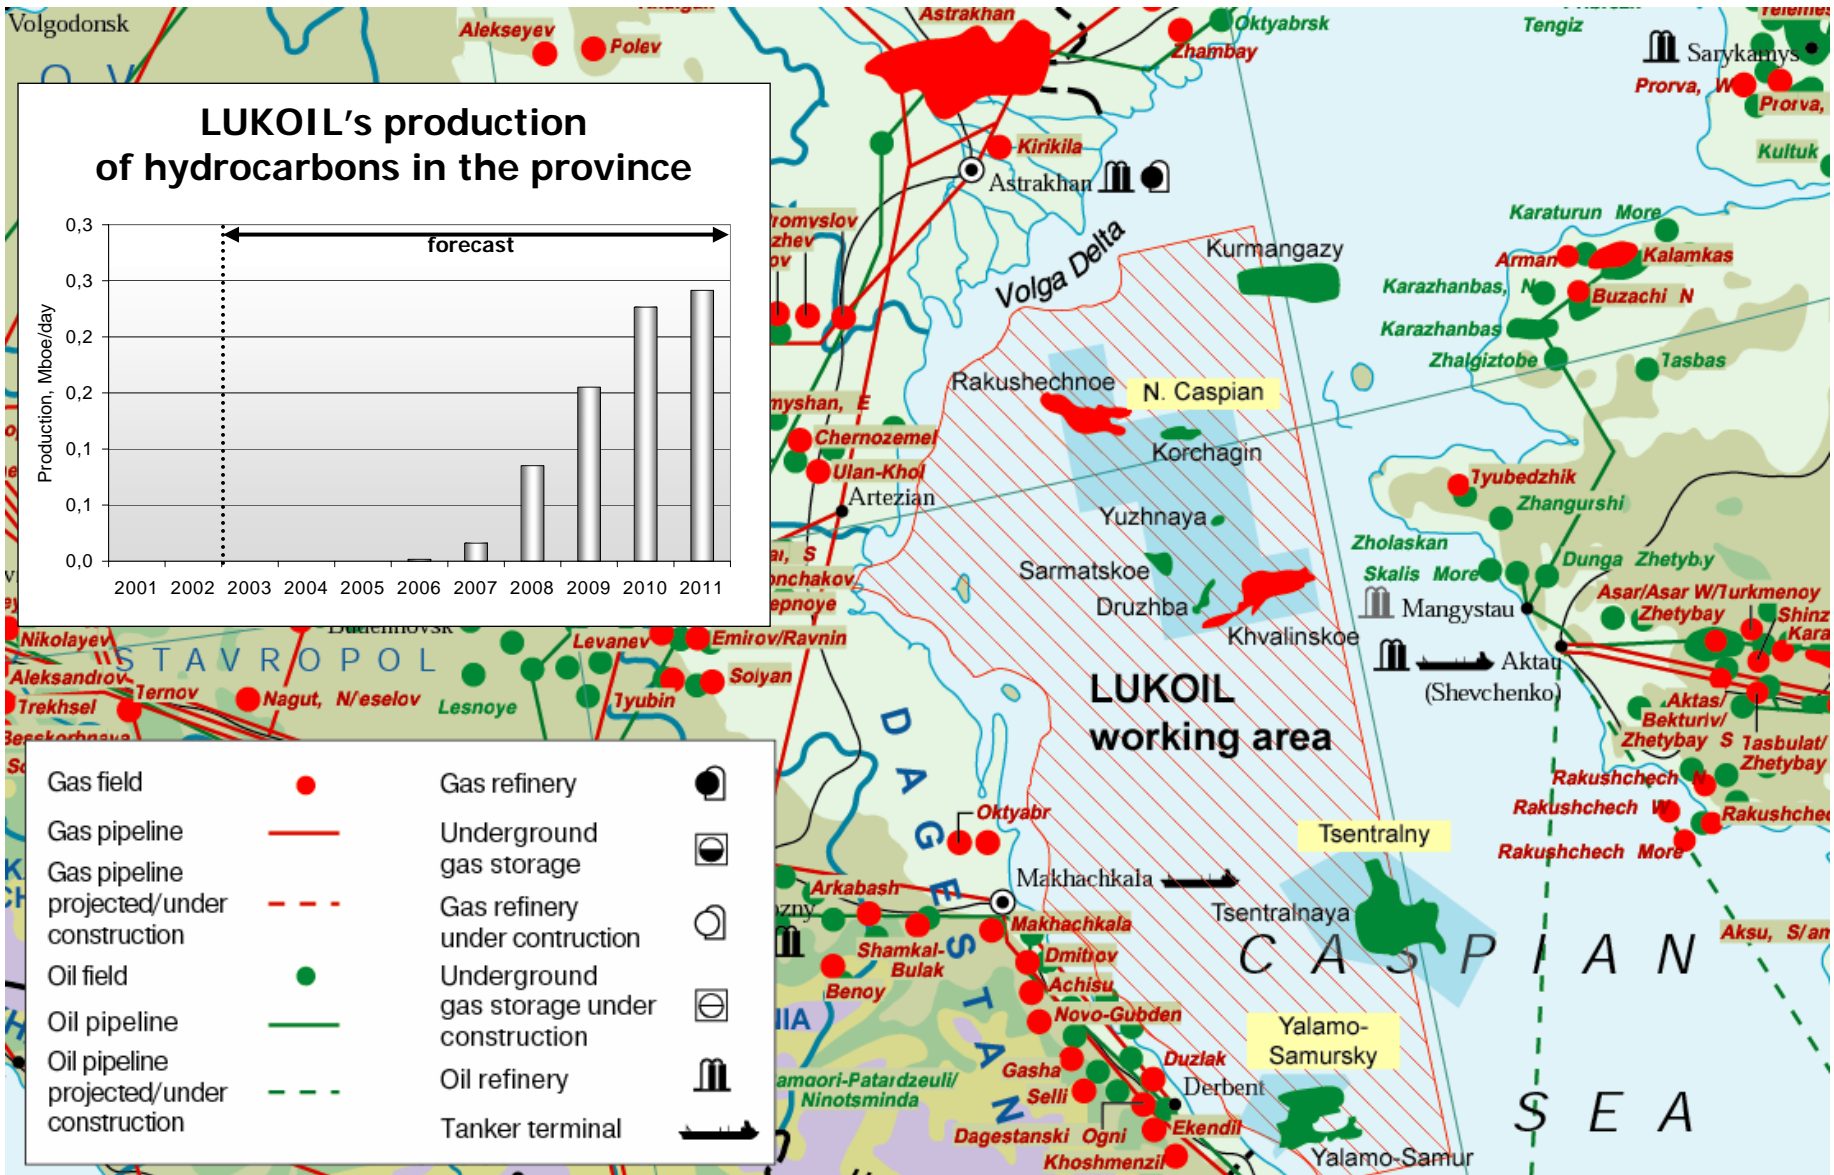 Volgodonsk
Alekseyev
Polev
Astrakhan
Zhambay
Oktyabrsk
Tengiz
Sarykamys
Prorva, W
Prorva,
Kultuk
O V
LUKOIL's production
of hydrocarbons in the province
Production, Mboe/day
0,3
0,3
0,2
0,2
0,1
0,1
0,0
forecast
2001 2002 2003 2004 2005 2006 2007 2008 2009 2010 2011
Kirikila
Astrakhan
Volga Delta
Kurmangazy
Karaturun More
Arman
Kalamkas
Karazhanbas, N
Buzachi N
Karazhanbas
Zhalgiztobe
Tasbas
Rakushechnoe
N. Caspian
Korchagin
Chernozemel
Ulan-Khol
Artezian
Yuzhnaya
Tyubedzhik
Zhangurshi
Sarmatskoe
Druzhba
Khvalinskoe
Zholaskan
Skalis More
Dunga Zhetyb.y
Mangystau
Asar/Asar W/Turkmenoy
Zhetybay
Aktau
(Shevchenko)
Nikolayev
STAVROPOL
Aleksandrov
Ternov
Trekhsel
Nagut, N/eselov
Lesnoye
Levanev
Emirov/Ravnin
Tyubin
Soiyan
LUKOIL
working area
Aktas/
Bekturiv/
Zhetybay S
Tasbulat/
Zhetybay
Rakushchech N
Rakushchech W
Rakushchech More
DAGESTAN
Oktyabr
Tsentralny
Makhachkala
Tsentralnaya
Arkabash
Makhachkala
Shamkal-
Bulak
Benoy
Dmitrov
Achisu
Novo-Gubden
CASPIAN
SEA
Yalamo-
Samursky
Gasha
Selli
Duzlak
Derbent
Dagestanski Ogni
Ekendil
Khoshmenzil
Yalamo-Samur
Ninotsminda
Gas field
Gas pipeline
Gas pipeline
projected/under
construction
Oil field
Oil pipeline
Oil pipeline
projected/under
construction
Gas refinery
Underground
gas storage
Gas refinery
under contruction
Underground
gas storage under
construction
Oil refinery
Tanker terminal